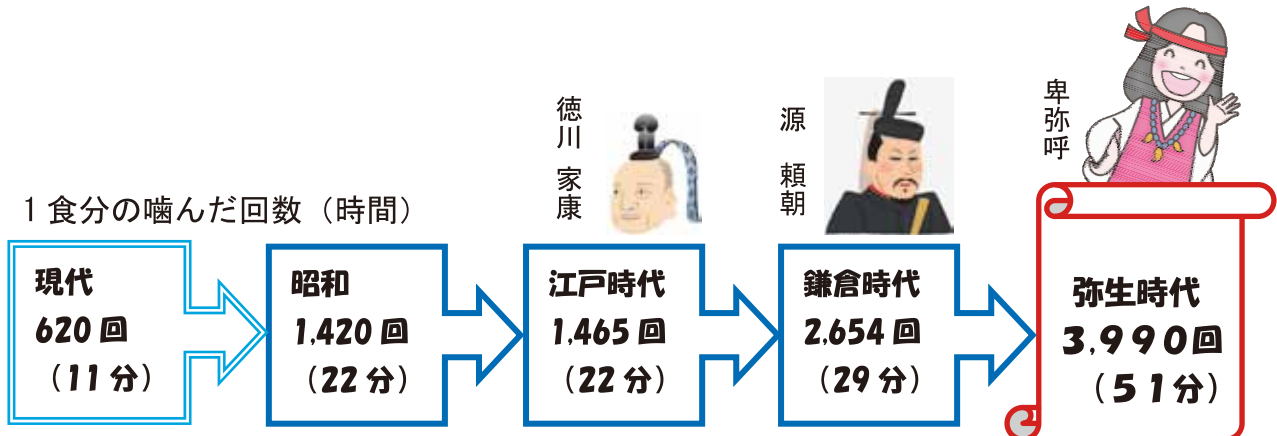 1食分の噛んだ回数（時間）
現代
620回
（11分）
昭和
1,420回
（22分）
徳川 家康
江戸時代
1,465回
（22分）
源 頼朝
鎌倉時代
2,654回
（29分）
卑弥呼
弥生時代
3,990回
（51分）